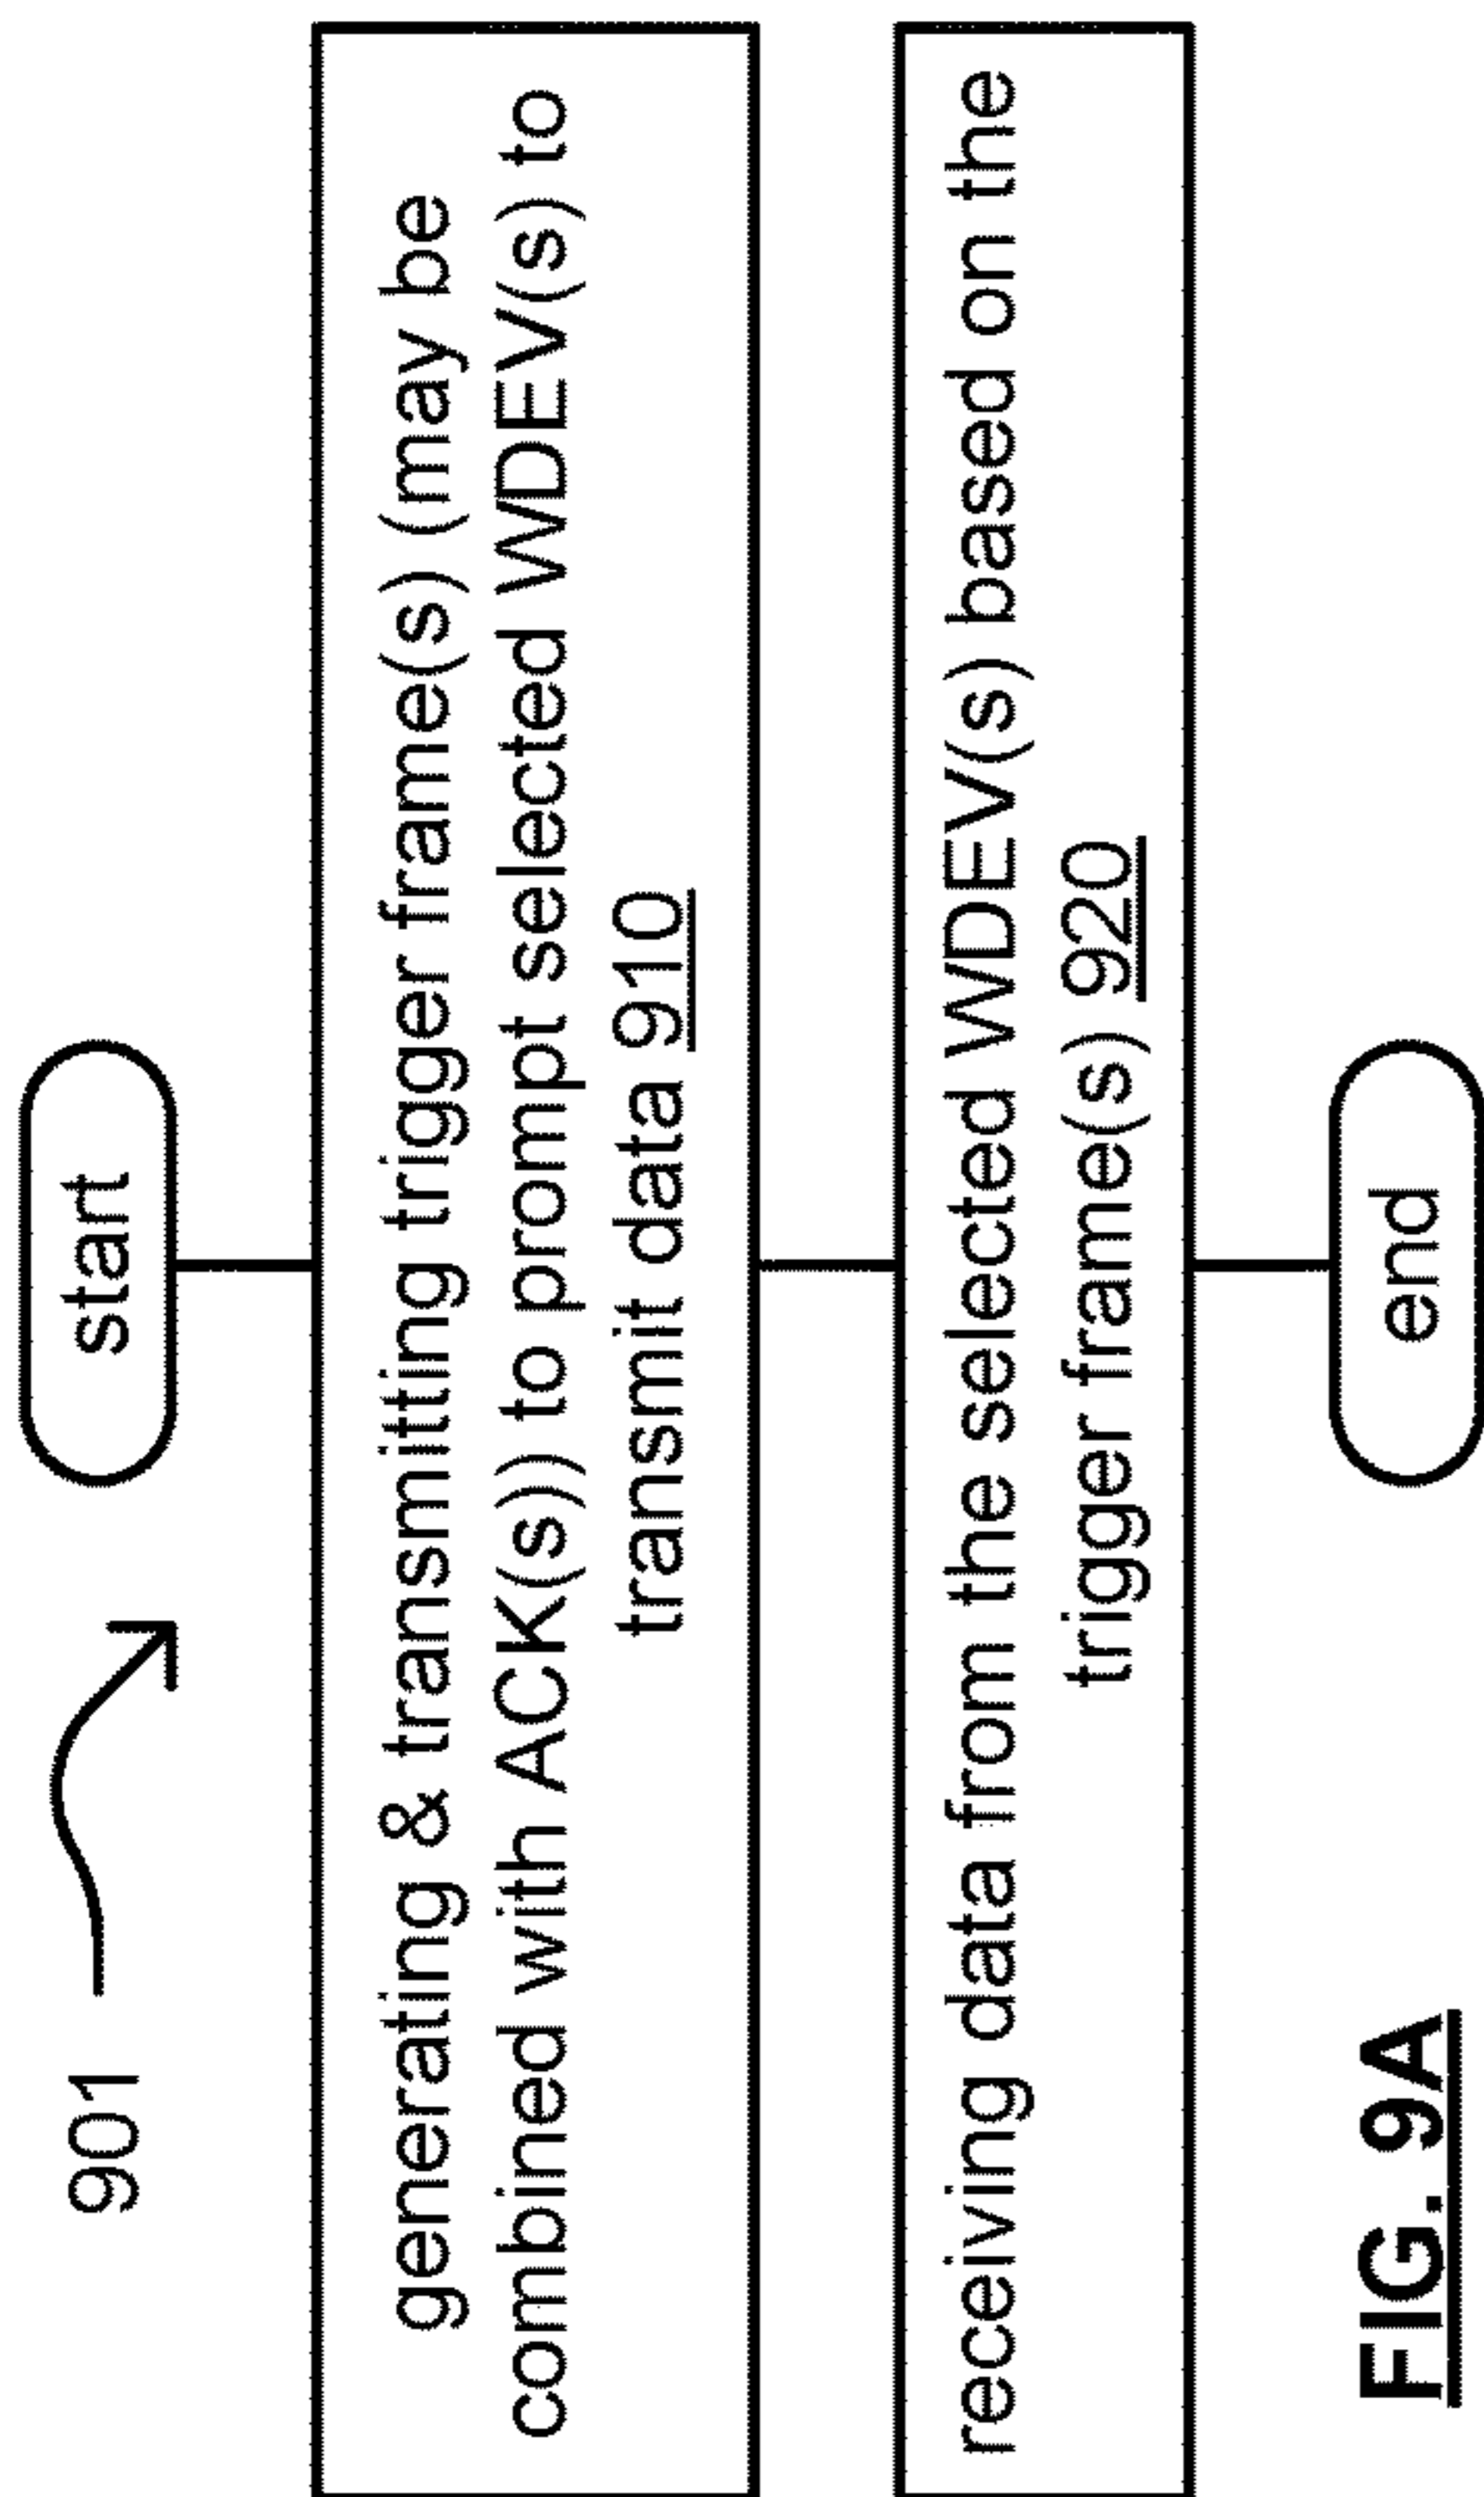 901
start
generating & transmitting trigger frame(s) (may be
combined with ACK(s)) to prompt selected WDEV(s) to
transmit data 910
receiving data from the selected WDEV(s) based on the
trigger frame(s) 920
end
FIG. 9A